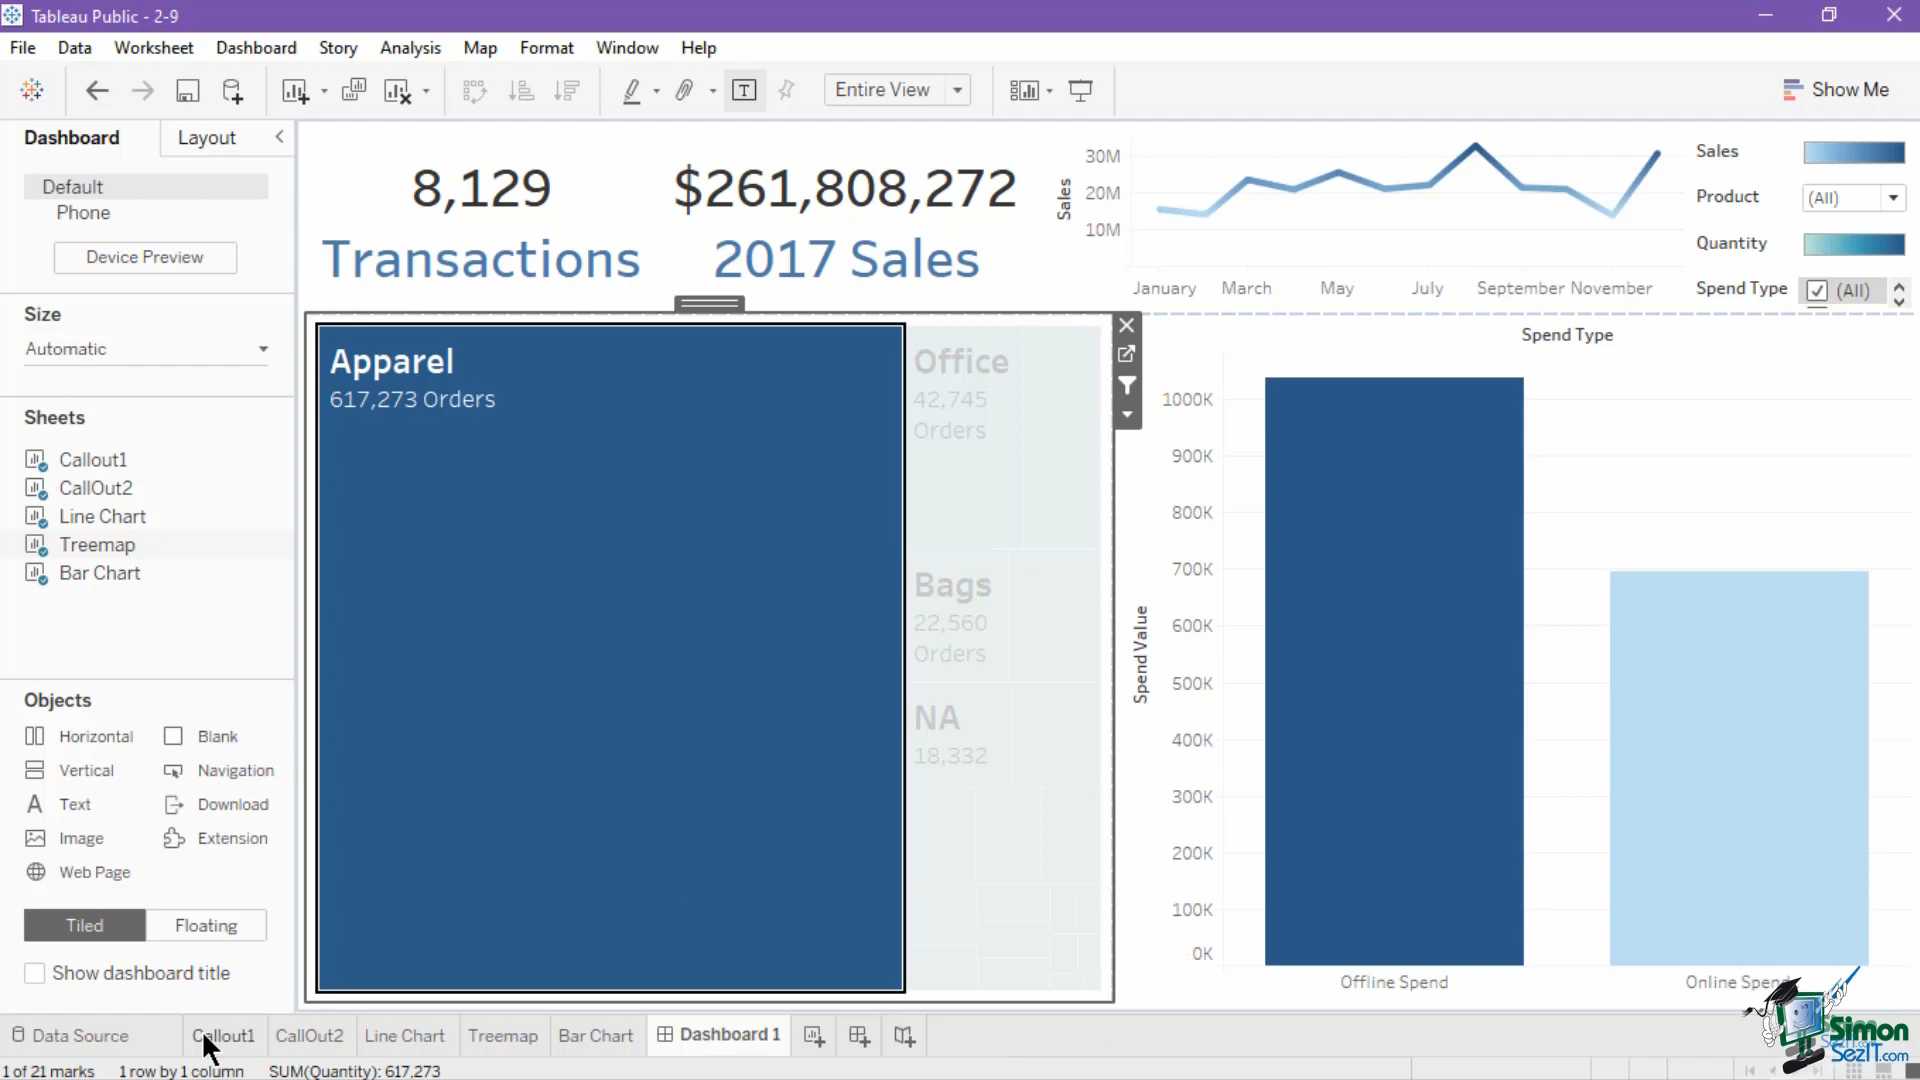 Tableau Public - 2-9
File Data Worksheet Dashboard Story Analysis Map Format Window Help
Entire View
Show Me
Dashboard Layout
Default
Phone
Device Preview
Size
Automatic
Sheets
Callout1
CallOut2
Line Chart
Treemap
Bar Chart
Objects
Horizontal Blank
Vertical Navigation
Text Download
Image Extension
Web Page
Tiled Floating
Show dashboard title
8,129
Transactions
$261,808,272
2017 Sales
Sales
30M
20M
10M
January March May July September November
Sales
Product (All)
Quantity
Spend Type (All)
Apparel
617,273 Orders
Office
42,745
Orders
Bags
22,560
Orders
NA
18,332
Spend Type
Spend Value
1000K
900K
800K
700K
600K
500K
400K
300K
200K
100K
0K
Offline Spend Online Spend
Data Source Callout1 CallOut2 Line Chart Treemap Bar Chart Dashboard 1
1 of 21 marks 1 row by 1 column SUM(Quantity): 617,273
Simon
SezIT.com